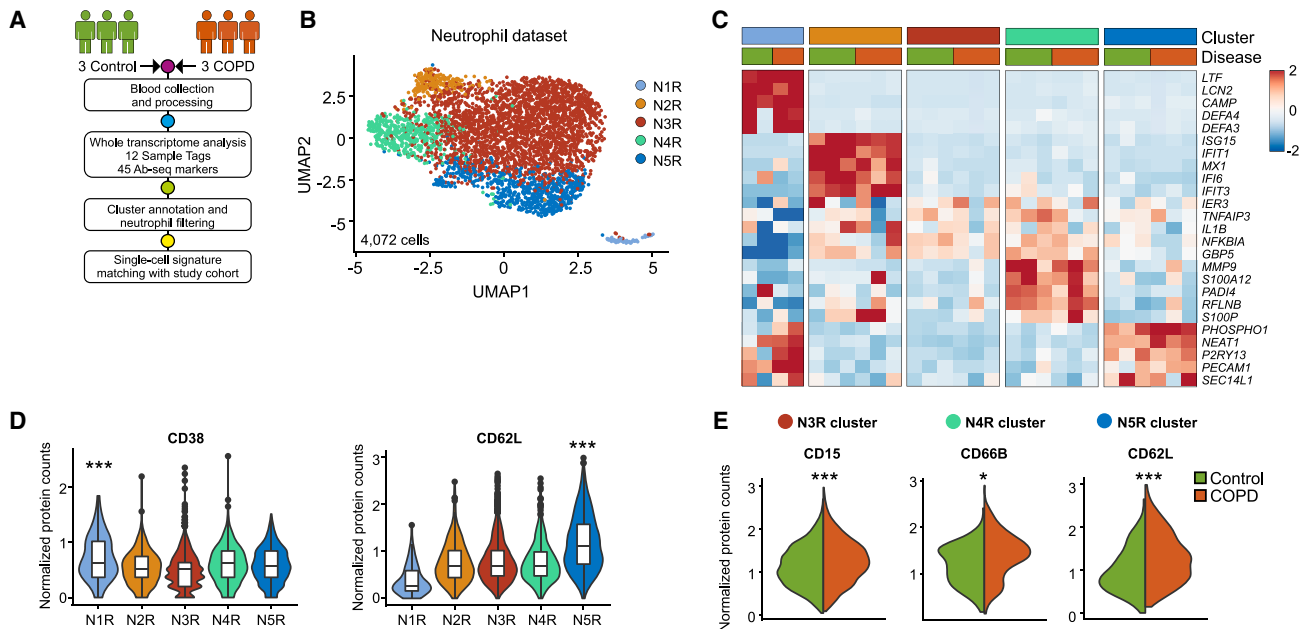 A
3 Control
3 COPD
Blood collection
and processing
Whole transcriptome analysis
12 Sample Tags
45 Ab-seq markers
Cluster annotation and
neutrophil filtering
Single-cell signature
matching with study cohort
B
Neutrophil dataset
UMAP2
2.5
0
-2.5
-5
4,072 cells
-5
-2.5
0
2.5
5
UMAP1
N1R
N2R
N3R
N4R
N5R
C
Cluster
Disease
LTF
LCN2
CAMP
DEFA4
DEFA3
ISG15
IFIT1
MX1
IFI6
IFIT3
IER3
TNFAIP3
IL1B
NFKBIA
GBP5
MMP9
S100A12
PADI4
RFLNB
S100P
PHOSPHO1
NEAT1
P2RY13
PECAM1
SEC14L1
2
1
0
-1
-2
D
CD38
Normalized protein counts
2
1
0
***
N1R N2R N3R N4R N5R
CD62L
Normalized protein counts
3
2
1
0
***
N1R N2R N3R N4R N5R
E
N3R cluster
N4R cluster
N5R cluster
CD15
***
Normalized protein counts
3
2
1
0
CD66B
*
3
2
1
CD62L
***
3
2
1
0
Control
COPD